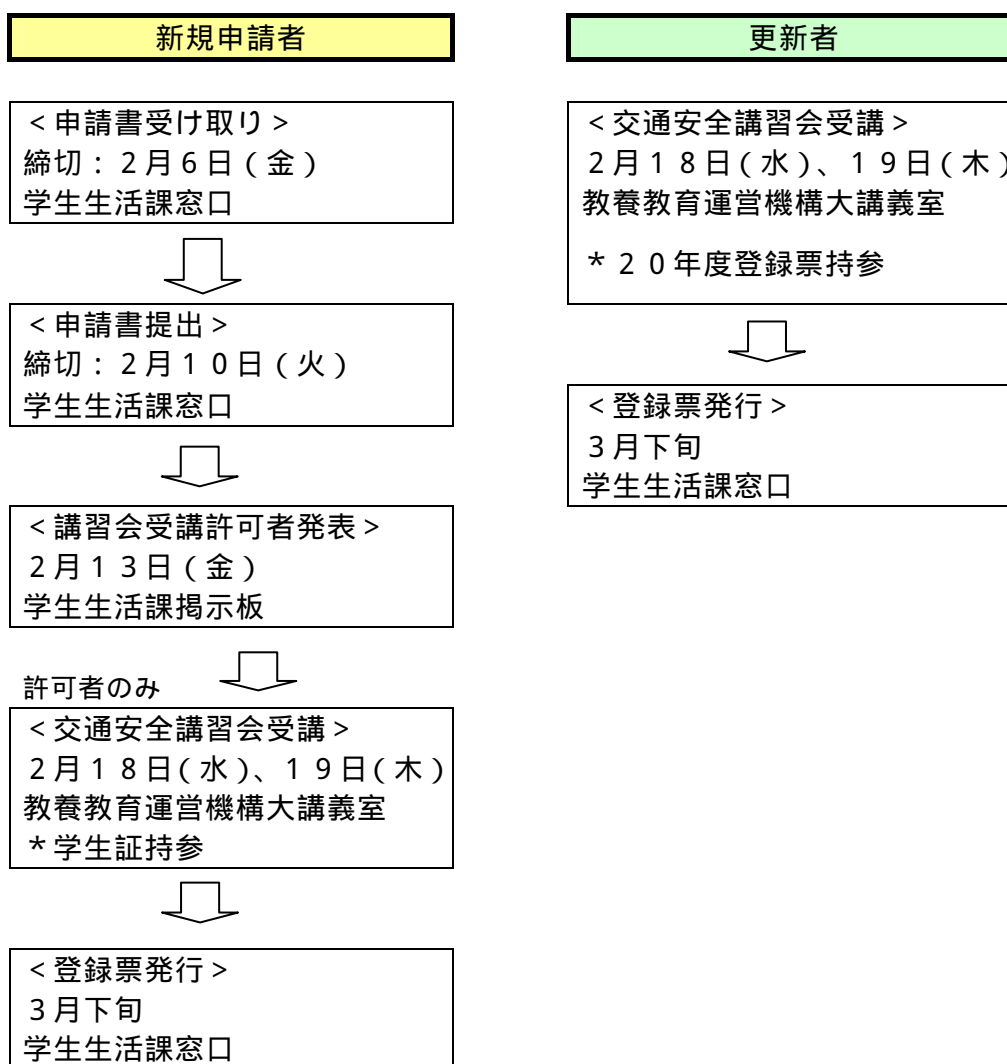 新規申請者
<申請書受け取り>
締切：２月６日（金）
学生生活課窓口
<申請書提出>
締切：２月１０日（火）
学生生活課窓口
<講習会受講許可者発表>
２月１３日（金）
学生生活課掲示板
許可者のみ
<交通安全講習会受講>
２月１８日(水)、１９日(木)
教養教育運営機構大講義室
*学生証持参
<登録票発行>
３月下旬
学生生活課窓口
更新者
<交通安全講習会受講>
２月１８日(水)、１９日(木)
教養教育運営機構大講義室
*２０年度登録票持参
<登録票発行>
３月下旬
学生生活課窓口